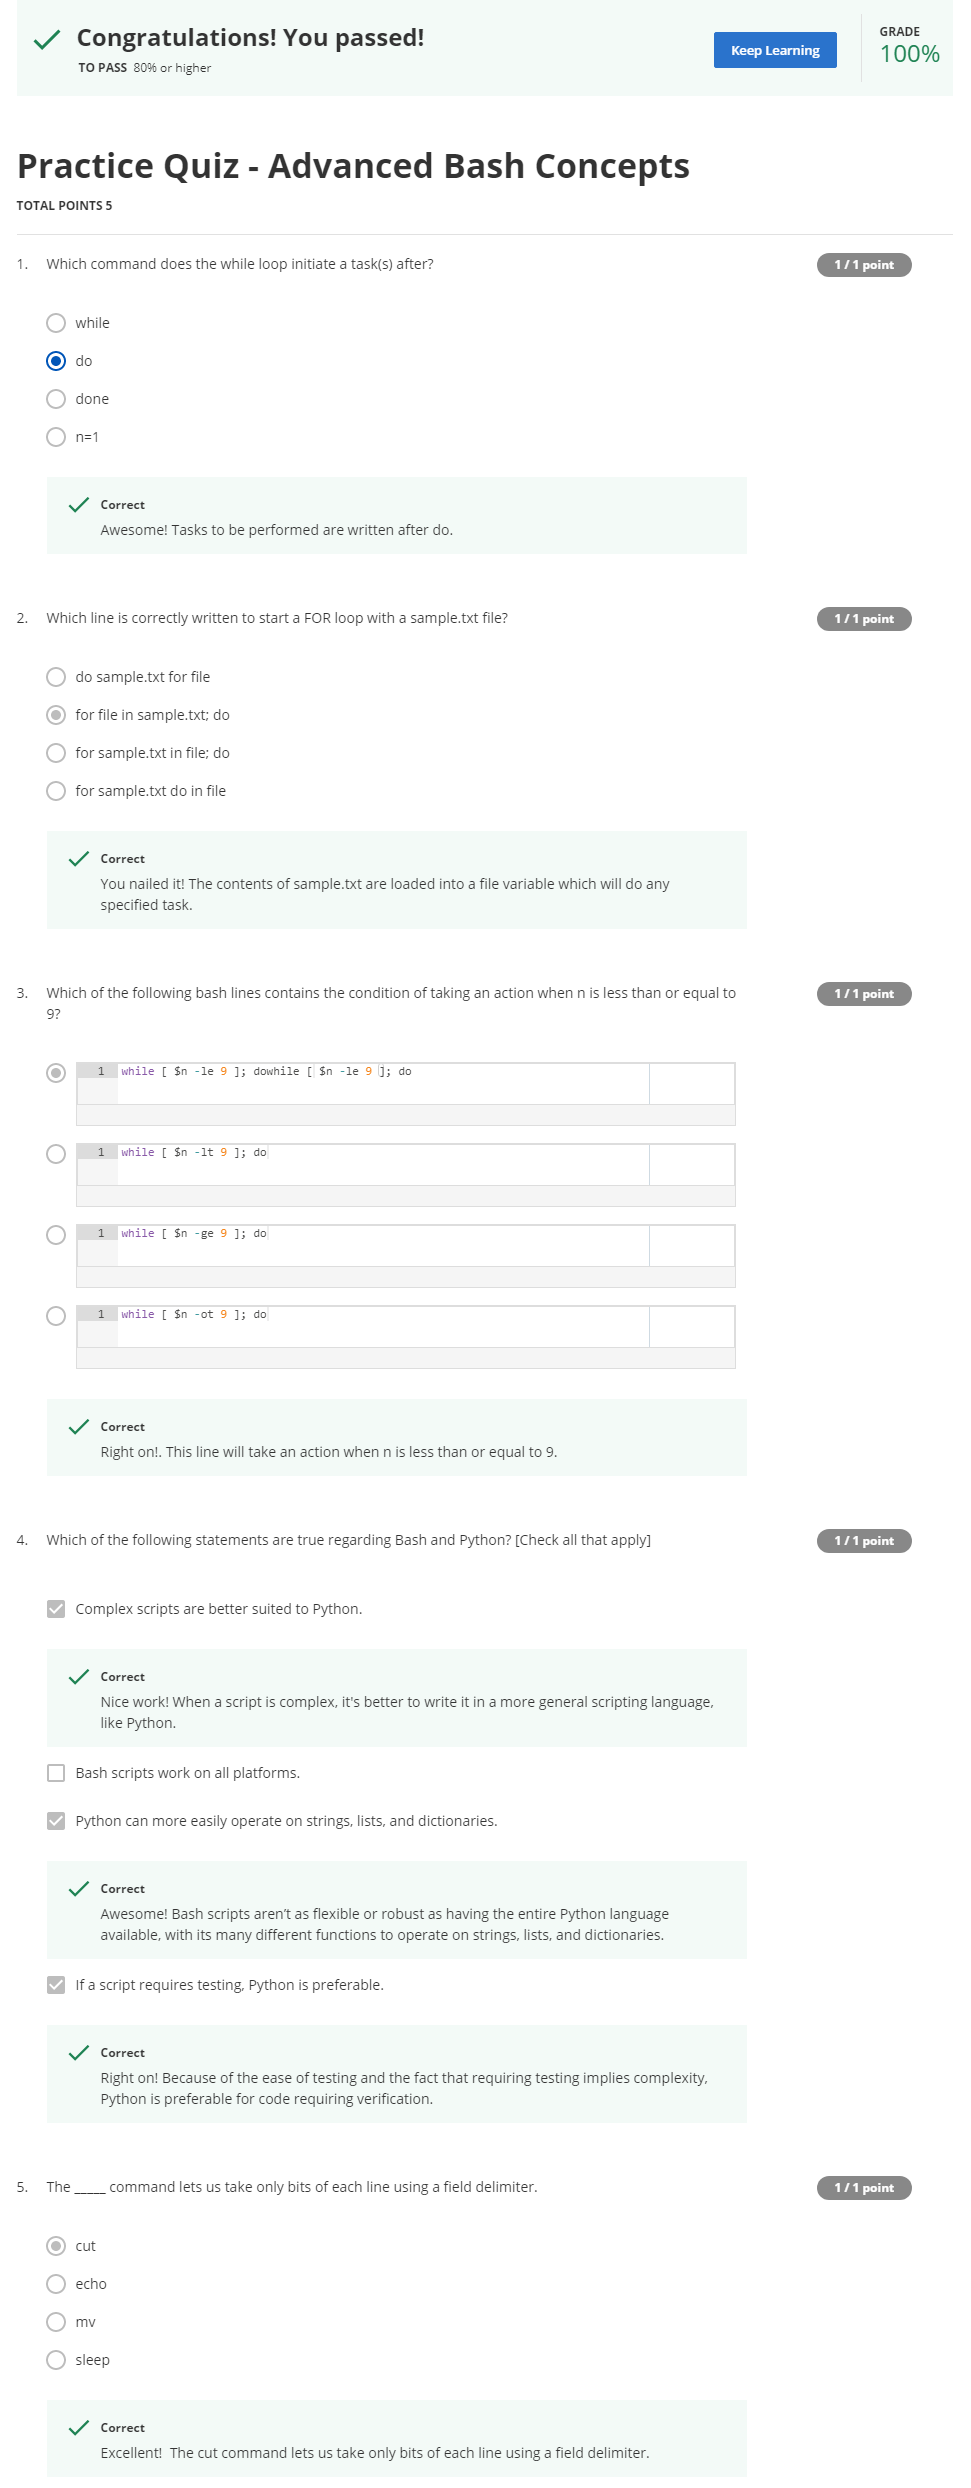 Congratulations! You passed!
TO PASS 80% or higher
Keep Learning
GRADE
100%
Practice Quiz - Advanced Bash Concepts
TOTAL POINTS 5
1. Which command does the while loop initiate a task(s) after?
1 / 1 point
while
do
done
n=1
Correct
Awesome! Tasks to be performed are written after do.
2. Which line is correctly written to start a FOR loop with a sample.txt file?
1 / 1 point
do sample.txt for file
for file in sample.txt; do
for sample.txt in file; do
for sample.txt do in file
Correct
You nailed it! The contents of sample.txt are loaded into a file variable which will do any
specified task.
3. Which of the following bash lines contains the condition of taking an action when n is less than or equal to
9?
1 / 1 point
1 while [ $n -le 9 ]; dowhile [ $n -le 9 ]; do
1 while [ $n -lt 9 ]; do
1 while [ $n -ge 9 ]; do
1 while [ $n -ot 9 ]; do
Correct
Right on!. This line will take an action when n is less than or equal to 9.
4. Which of the following statements are true regarding Bash and Python? [Check all that apply]
1 / 1 point
Complex scripts are better suited to Python.
Correct
Nice work! When a script is complex, it's better to write it in a more general scripting language,
like Python.
Bash scripts work on all platforms.
Python can more easily operate on strings, lists, and dictionaries.
Correct
Awesome! Bash scripts aren’t as flexible or robust as having the entire Python language
available, with its many different functions to operate on strings, lists, and dictionaries.
If a script requires testing, Python is preferable.
Correct
Right on! Because of the ease of testing and the fact that requiring testing implies complexity,
Python is preferable for code requiring verification.
5. The _____ command lets us take only bits of each line using a field delimiter.
1 / 1 point
cut
echo
mv
sleep
Correct
Excellent!  The cut command lets us take only bits of each line using a field delimiter.